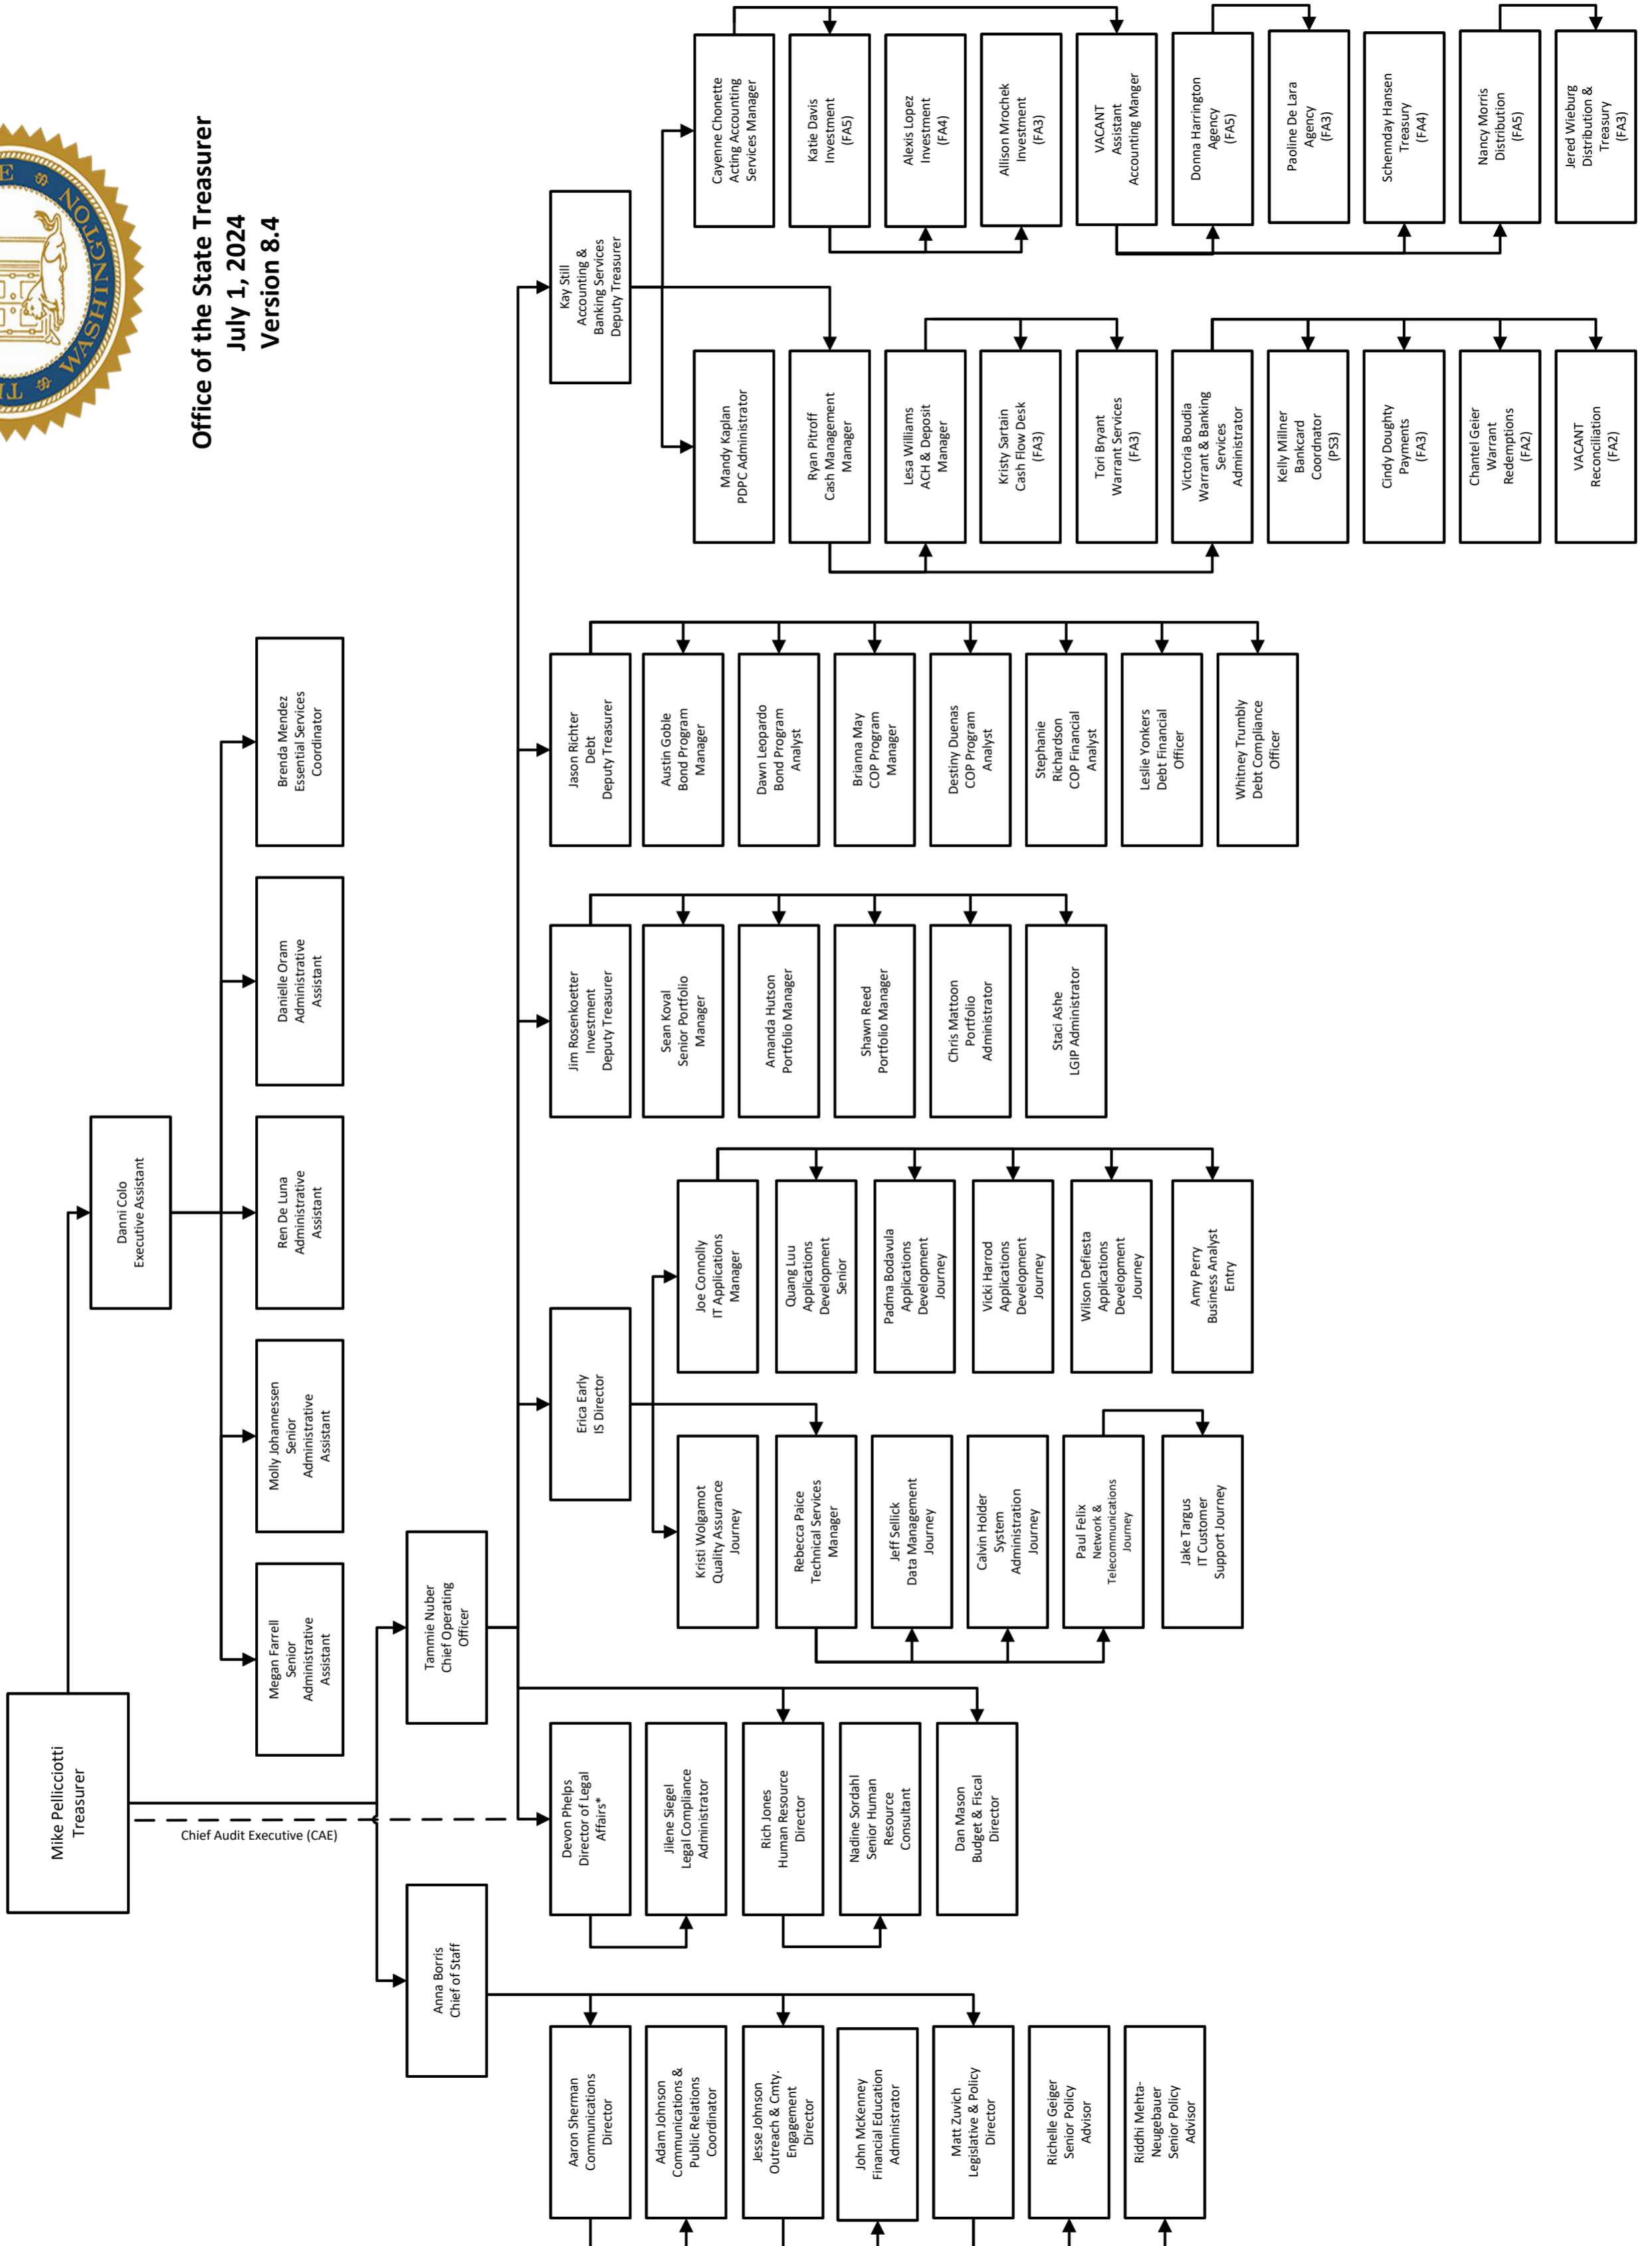 WASHINGTON
Office of the State Treasurer
July 1, 2024
Version 8.4
Mike Pellicciotti
Treasurer
Danni Colo
Executive Assistant
Chief Audit Executive (CAE)
Megan Farrell
Senior
Administrative
Assistant
Molly Johannessen
Senior
Administrative
Assistant
Ren De Luna
Administrative
Assistant
Danielle Oram
Administrative
Assistant
Brenda Mendez
Essential Services
Coordinator
Anna Borris
Chief of Staff
Tammie Nuber
Chief Operating
Officer
Aaron Sherman
Communications
Director
Adam Johnson
Communications &
Public Relations
Coordinator
Jesse Johnson
Outreach & Cmty.
Engagement
Director
John McKenney
Financial Education
Administrator
Matt Zuvich
Legislative & Policy
Director
Richelle Geiger
Senior Policy
Advisor
Riddhi Mehta-
Neugebauer
Senior Policy
Advisor
Devon Phelps
Director of Legal
Affairs*
Jilene Siegel
Legal Compliance
Administrator
Rich Jones
Human Resource
Director
Nadine Sordahl
Senior Human
Resource
Consultant
Dan Mason
Budget & Fiscal
Director
Erica Early
IS Director
Kristi Wolgamot
Quality Assurance
Journey
Rebecca Paice
Technical Services
Manager
Jeff Sellick
Data Management
Journey
Calvin Holder
System
Administration
Journey
Paul Felix
Network &
Telecommunications
Journey
Jake Targus
IT Customer
Support Journey
Joe Connolly
IT Applications
Manager
Quang Luu
Applications
Development
Senior
Padma Bodavula
Applications
Development
Journey
Vicki Harrod
Applications
Development
Journey
Wilson Defiesta
Applications
Development
Journey
Amy Perry
Business Analyst
Entry
Jim Rosenkoetter
Investment
Deputy Treasurer
Sean Koval
Senior Portfolio
Manager
Amanda Hutson
Portfolio Manager
Shawn Reed
Portfolio Manager
Chris Mattoon
Portfolio
Administrator
Staci Ashe
LGIP Administrator
Jason Richter
Debt
Deputy Treasurer
Austin Goble
Bond Program
Manager
Dawn Leopardo
Bond Program
Analyst
Brianna May
COP Program
Manager
Destiny Duenas
COP Program
Analyst
Stephanie
Richardson
COP Financial
Analyst
Leslie Yonkers
Debt Financial
Officer
Whitney Trumbly
Debt Compliance
Officer
Kay Still
Accounting &
Banking Services
Deputy Treasurer
Mandy Kaplan
PDPC Administrator
Ryan Pitroff
Cash Management
Manager
Lesa Williams
ACH & Deposit
Manager
Kristy Sartain
Cash Flow Desk
(FA3)
Tori Bryant
Warrant Services
(FA3)
Victoria Boudia
Warrant & Banking
Services
Administrator
Kelly Millner
Bankcard
Coordinator
(PS3)
Cindy Doughty
Payments
(FA3)
Chantel Geier
Warrant
Redemptions
(FA2)
VACANT
Reconciliation
(FA2)
Cayenne Chonette
Acting Accounting
Services Manager
Katie Davis
Investment
(FA5)
Alexis Lopez
Investment
(FA4)
Allison Mrochek
Investment
(FA3)
VACANT
Assistant
Accounting Manger
Donna Harrington
Agency
(FA5)
Paoline De Lara
Agency
(FA3)
Schennday Hansen
Treasury
(FA4)
Nancy Morris
Distribution
(FA5)
Jered Wieburg
Distribution &
Treasury
(FA3)